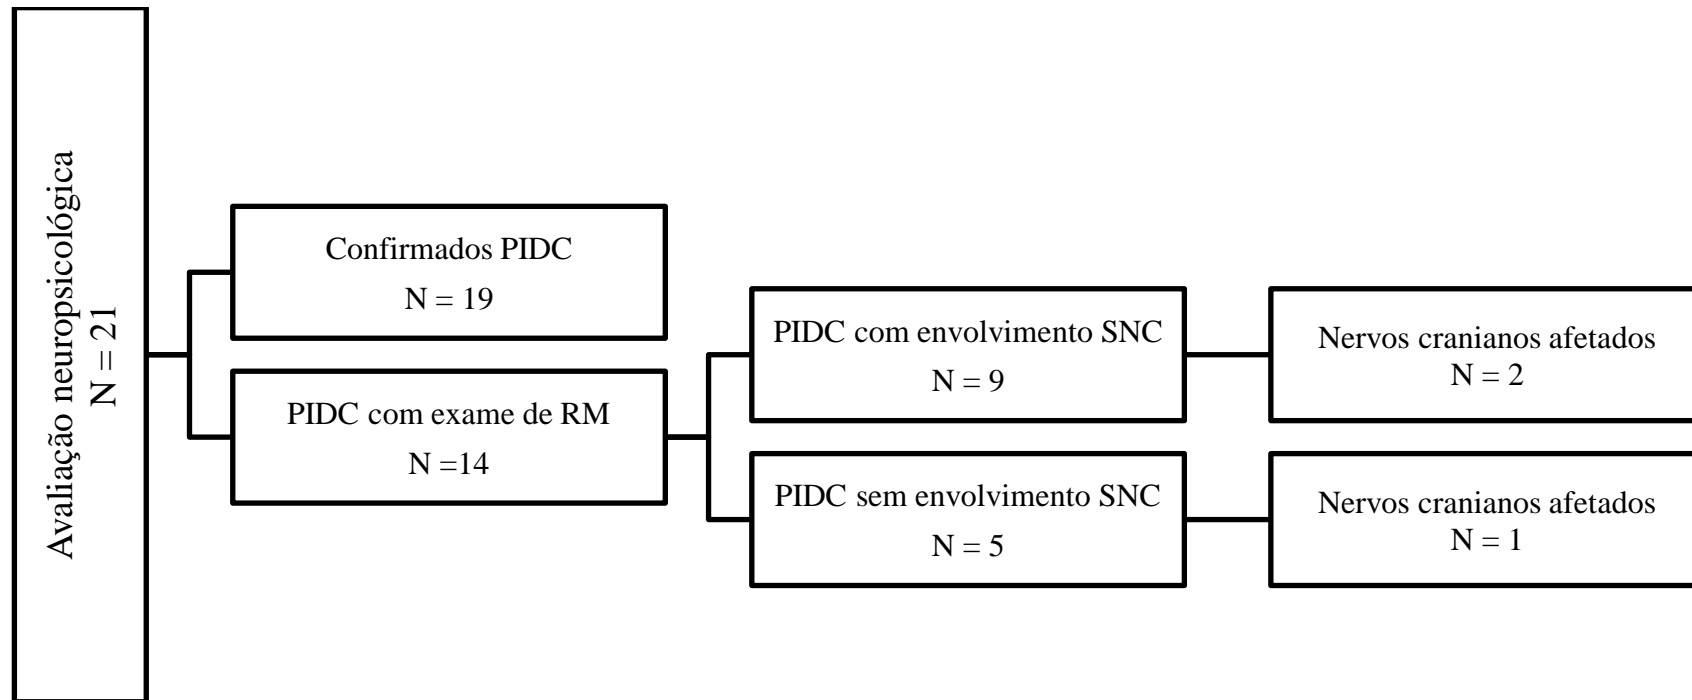 Avaliação neuropsicológica
N = 21
Confirmados PIDC
N = 19
PIDC com exame de RM
N =14
PIDC com envolvimento SNC
N = 9
PIDC sem envolvimento SNC
N = 5
Nervos cranianos afetados
N = 2
Nervos cranianos afetados
N = 1